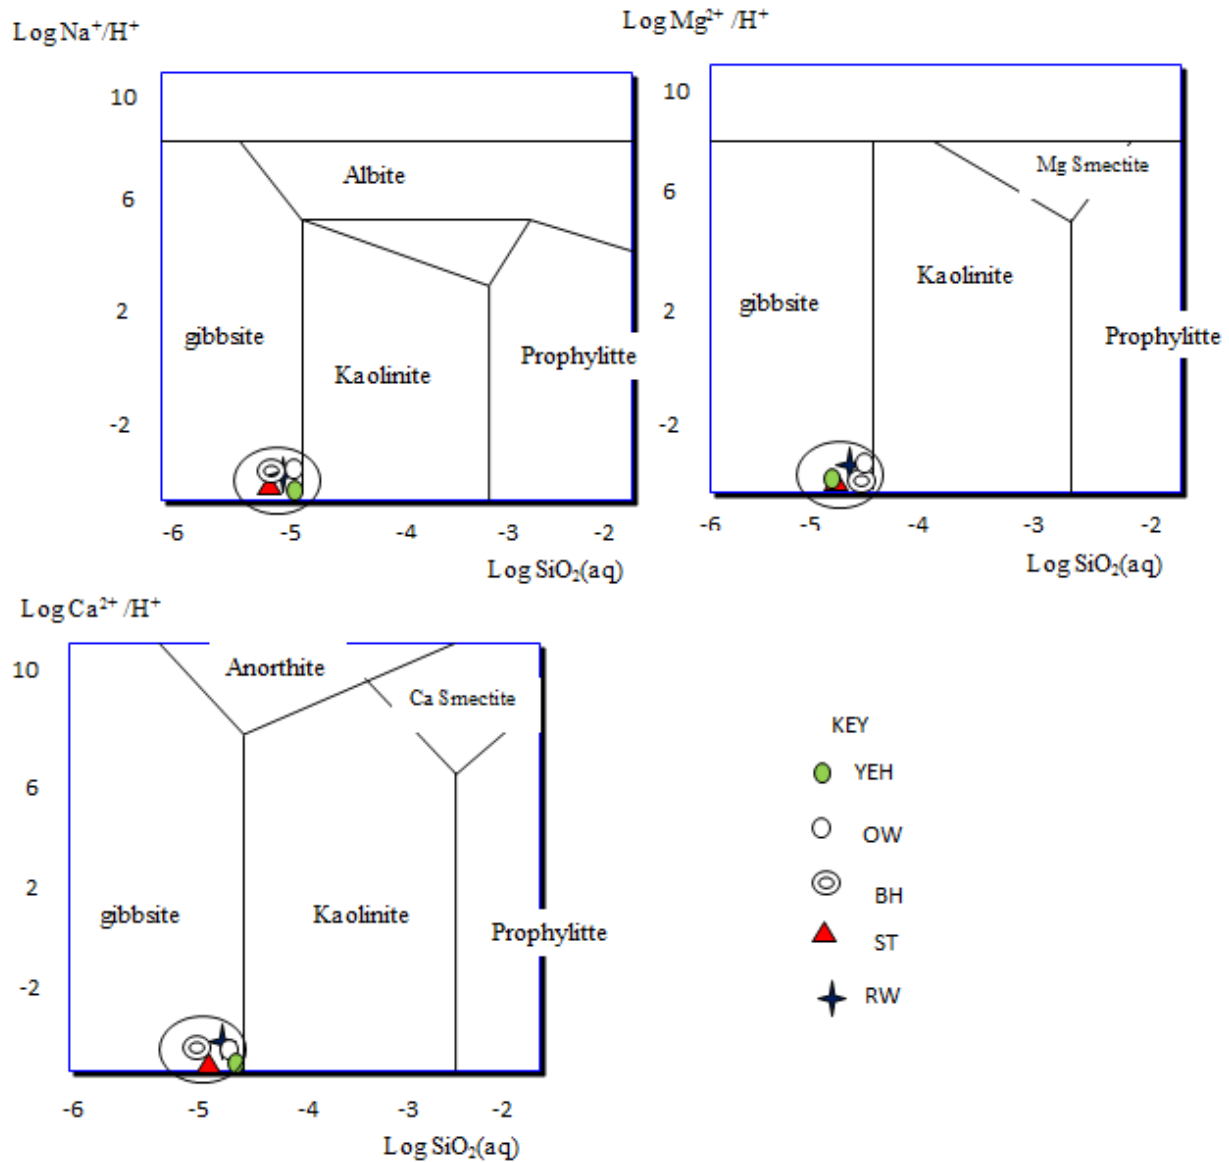 Log Na⁺/H⁺
10
6
2
-2
Albite
gibbsite
Kaolinite
Prophylitte
-6 -5 -4 -3 -2
Log SiO₂(aq)
Log Mg²⁺ /H⁺
10
6
2
-2
Mg Smectite
gibbsite
Kaolinite
Prophylitte
-6 -5 -4 -3 -2
Log SiO₂(aq)
Log Ca²⁺ /H⁺
10
6
2
-2
Anorthite
Ca Smectite
gibbsite
Kaolinite
Prophylitte
-6 -5 -4 -3 -2
Log SiO₂(aq)
KEY
YEH
OW
BH
ST
RW